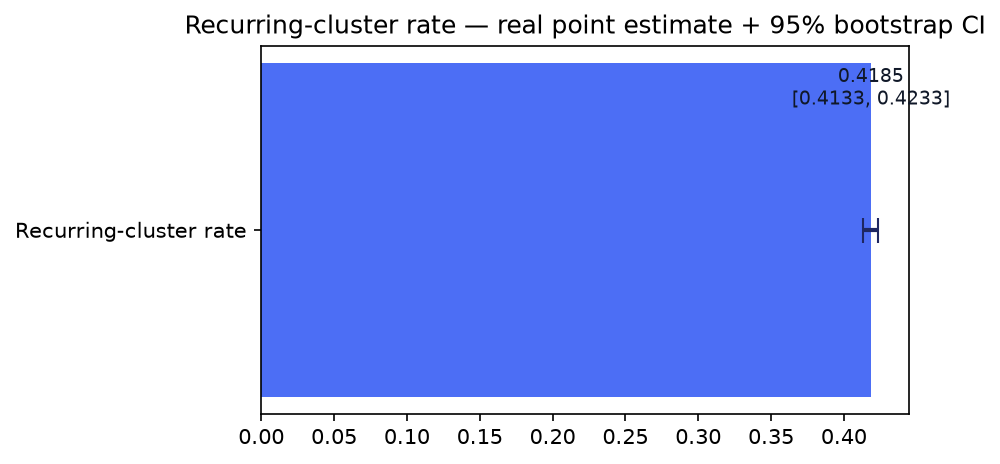 Recurring-cluster rate — real point estimate + 95% bootstrap CI
0.4185
[0.4133, 0.4233]
Recurring-cluster rate
0.00 0.05 0.10 0.15 0.20 0.25 0.30 0.35 0.40